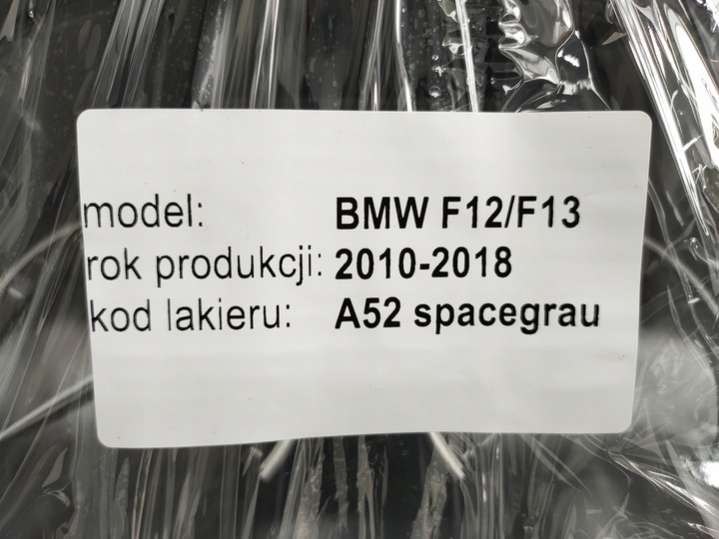 model: BMW F12/F13
rok produkcji: 2010-2018
kod lakieru: A52 spacegrau